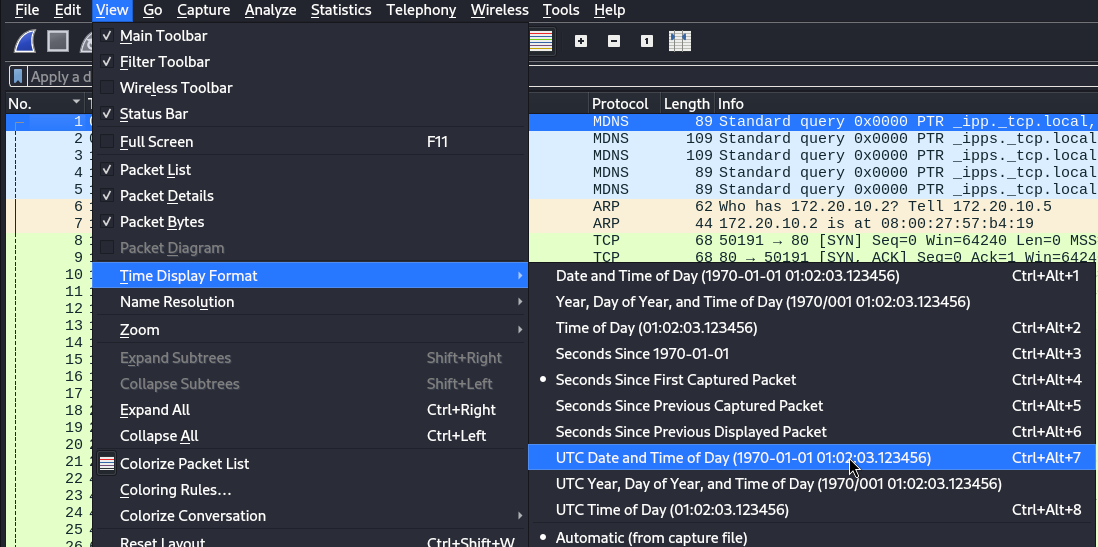 File Edit View Go Capture Analyze Statistics Telephony Wireless Tools Help
Main Toolbar
Filter Toolbar
Apply a d
Wireless Toolbar
No. Protocol Length Info
Status Bar
1 MDNS 89 Standard query 0x0000 PTR _ipp._tcp.local,
2 MDNS 109 Standard query 0x0000 PTR _ipps._tcp.local
Full Screen F11
3 MDNS 109 Standard query 0x0000 PTR _ipps._tcp.local
4 MDNS 89 Standard query 0x0000 PTR _ipp._tcp.local
Packet List
5 MDNS 89 Standard query 0x0000 PTR _ipps._tcp.local
Packet Details
6 ARP 62 Who has 172.20.10.2? Tell 172.20.10.5
7 ARP 44 172.20.10.2 is at 08:00:27:57:b4:19
Packet Bytes
8 TCP 68 50191 → 80 [SYN] Seq=0 Win=64240 Len=0 MSS
Packet Diagram
9 TCP 68 80 → 50191 [SYN, ACK] Seq=0 Ack=1 Win=6424
10 Time Display Format Date and Time of Day (1970-01-01 01:02:03.123456) Ctrl+Alt+1
11 Name Resolution Year, Day of Year, and Time of Day (1970/001 01:02:03.123456)
12
13 Zoom Time of Day (01:02:03.123456) Ctrl+Alt+2
14
15 Expand Subtrees Shift+Right Seconds Since 1970-01-01 Ctrl+Alt+3
16 Collapse Subtrees Shift+Left Seconds Since First Captured Packet Ctrl+Alt+4
17
18 Expand All Ctrl+Right Seconds Since Previous Captured Packet Ctrl+Alt+5
19
20 Collapse All Ctrl+Left Seconds Since Previous Displayed Packet Ctrl+Alt+6
21 Colorize Packet List UTC Date and Time of Day (1970-01-01 01:02:03.123456) Ctrl+Alt+7
22
23 Coloring Rules... UTC Year, Day of Year, and Time of Day (1970/001 01:02:03.123456)
24 Colorize Conversation UTC Time of Day (01:02:03.123456) Ctrl+Alt+8
25
26 Reset Layout Ctrl+Shift+W Automatic (from capture file)